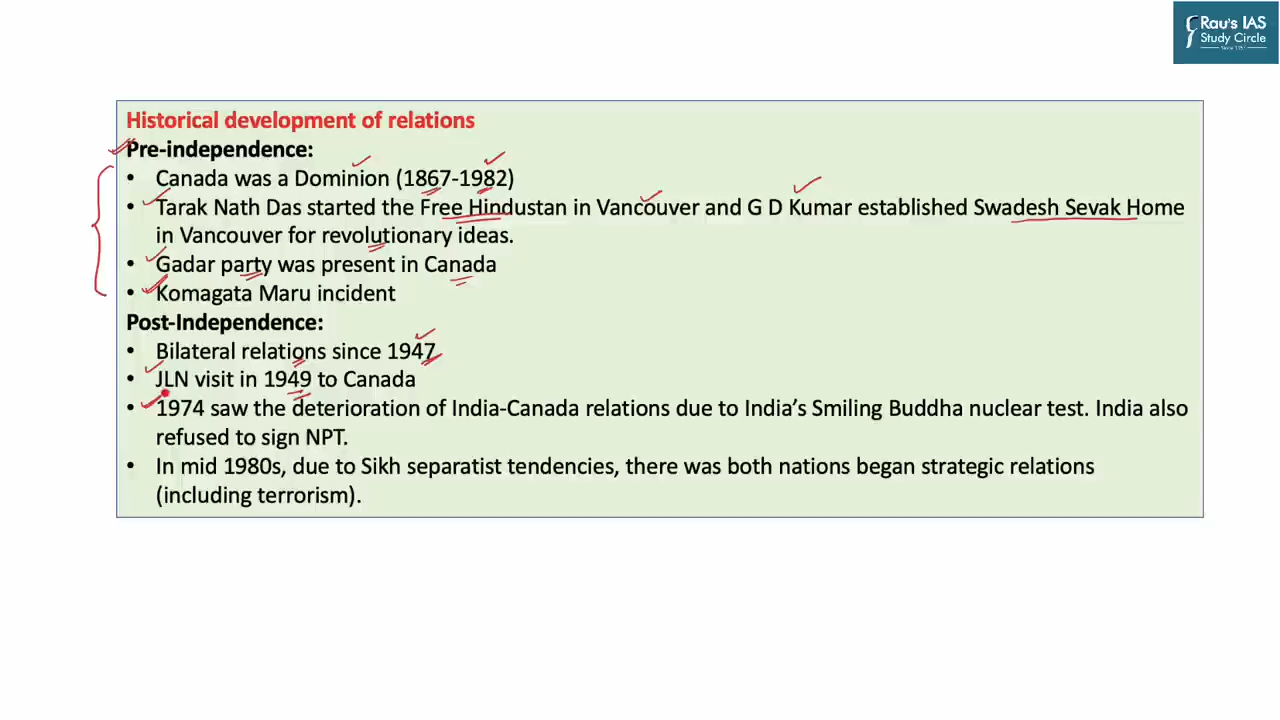 Rau's IAS
Study Circle
Historical development of relations
Pre-independence:
• Canada was a Dominion (1867-1982)
• Tarak Nath Das started the Free Hindustan in Vancouver and G D Kumar established Swadesh Sevak Home
in Vancouver for revolutionary ideas.
• Gadar party was present in Canada
• Komagata Maru incident
Post-Independence:
• Bilateral relations since 1947
• JLN visit in 1949 to Canada
• 1974 saw the deterioration of India-Canada relations due to India's Smiling Buddha nuclear test. India also
refused to sign NPT.
• In mid 1980s, due to Sikh separatist tendencies, there was both nations began strategic relations
(including terrorism).